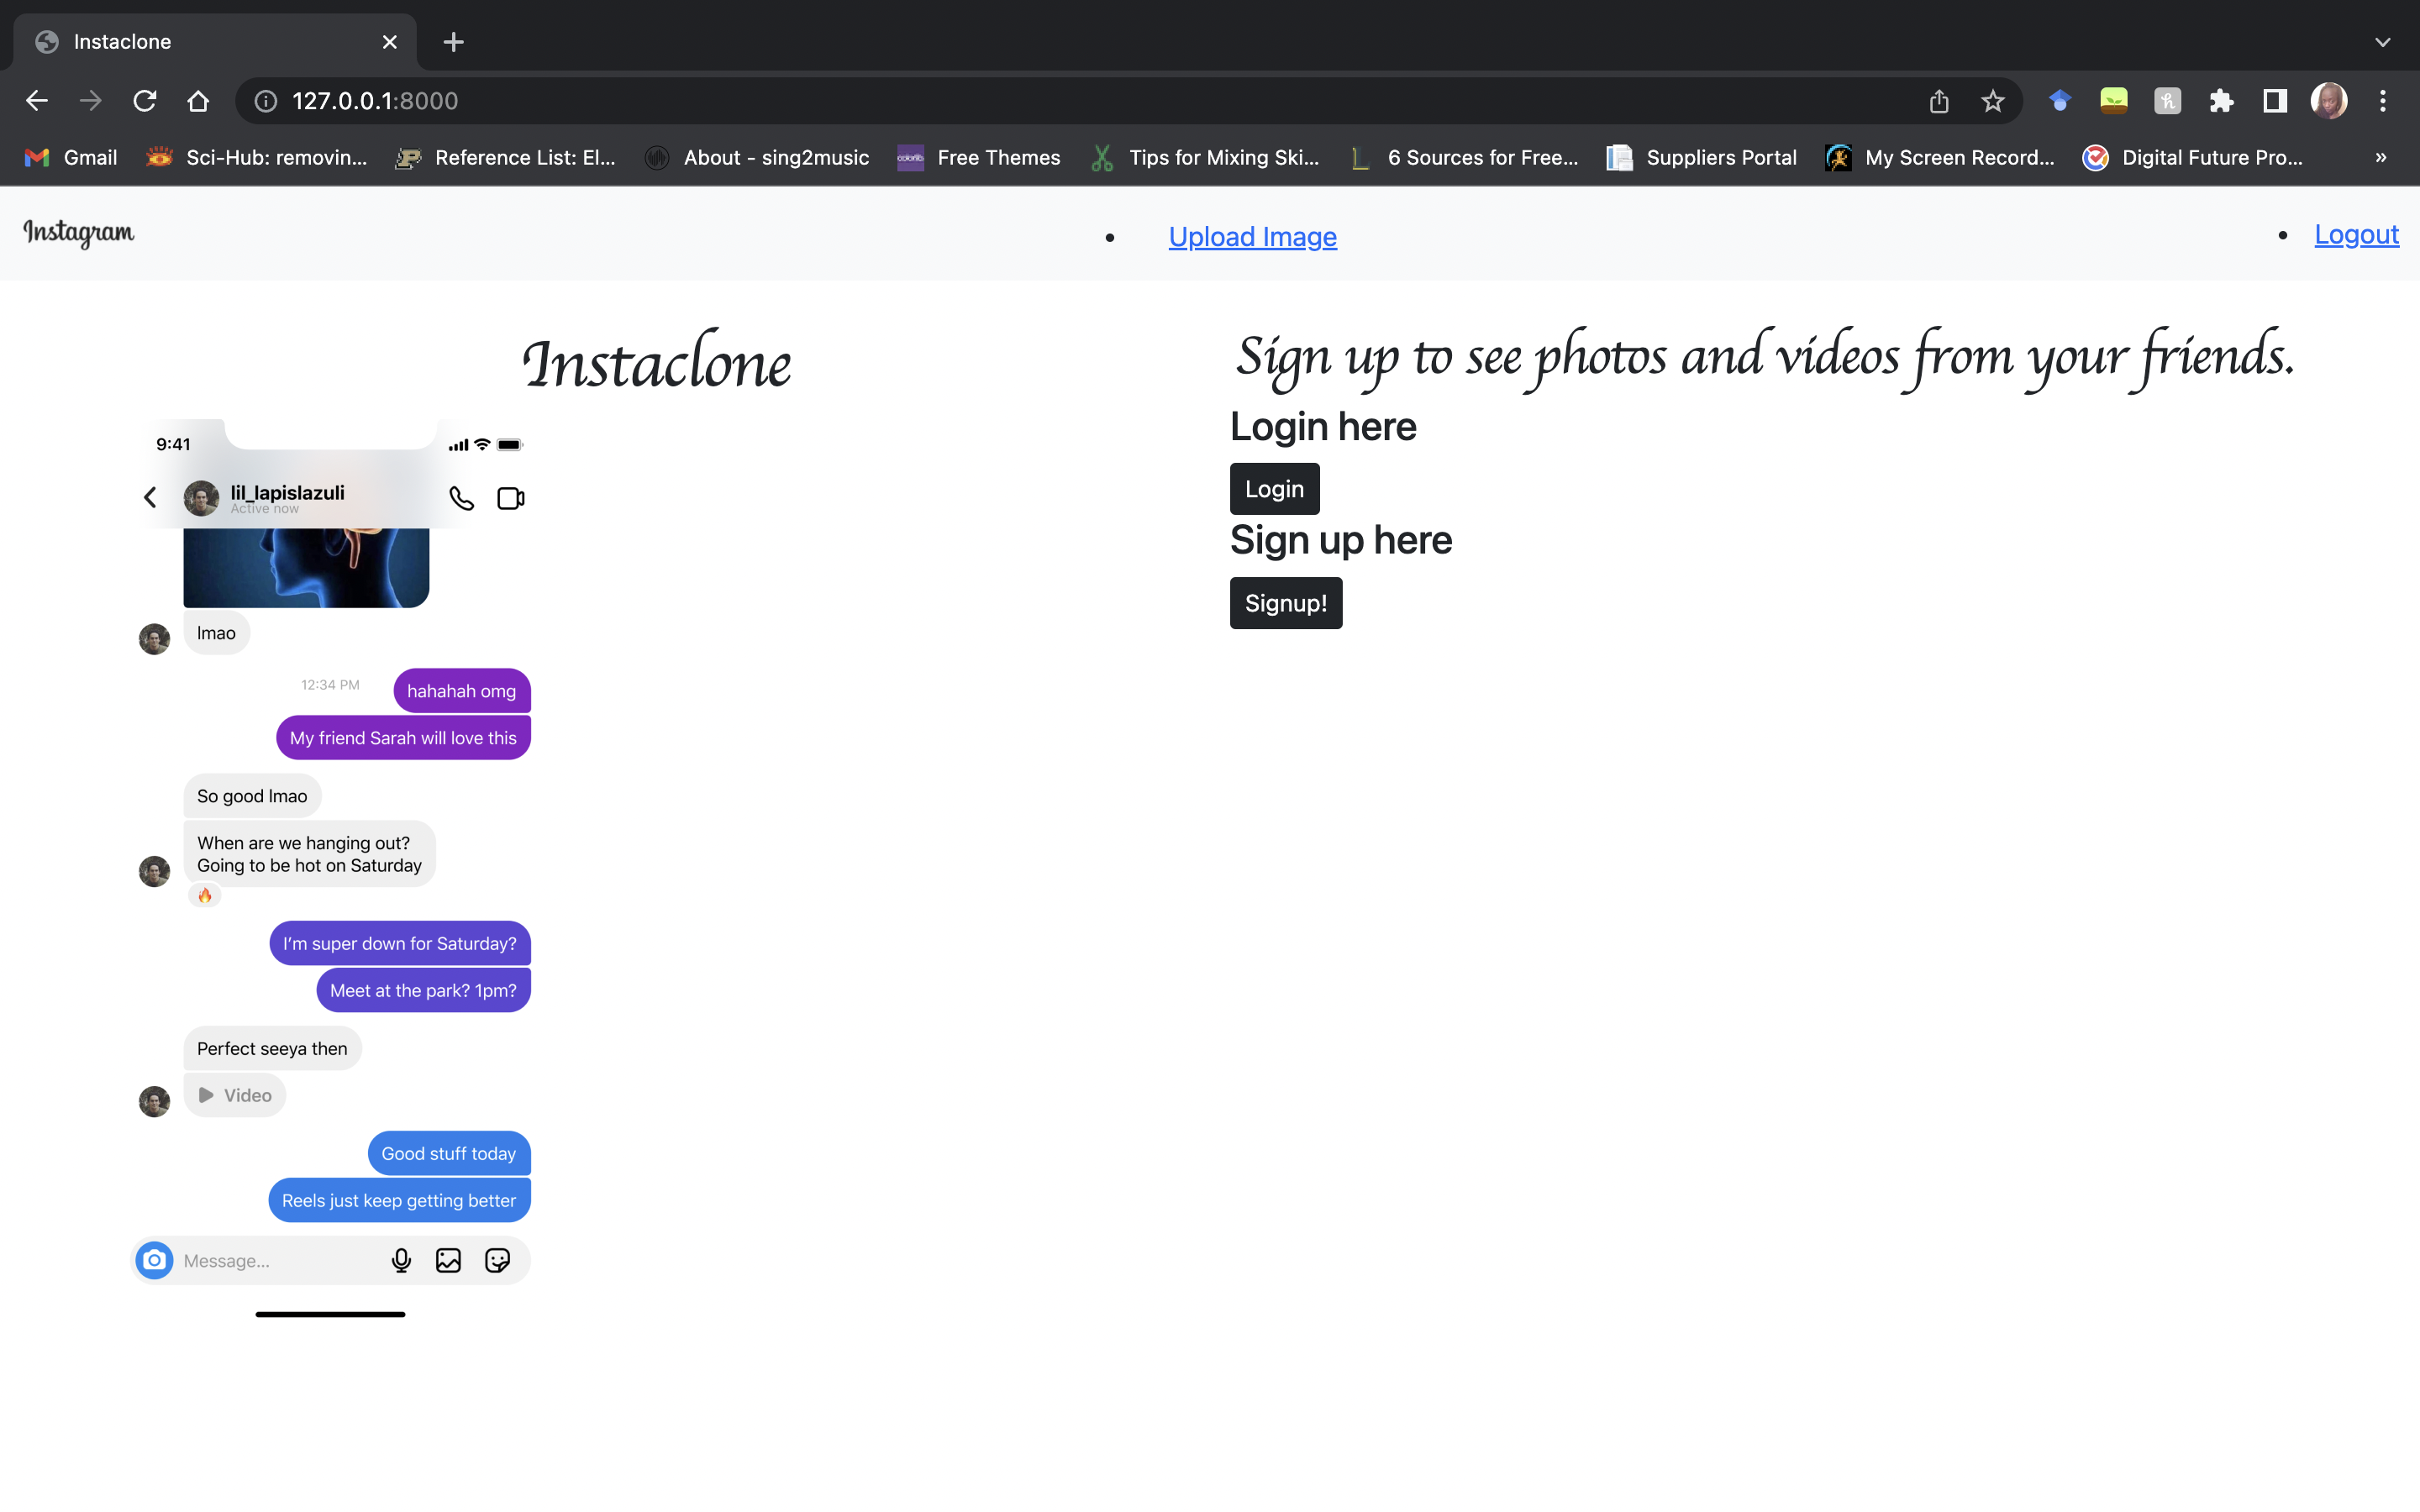 Instaclone
127.0.0.1:8000
Gmail
Sci-Hub: removin...
Reference List: El...
About - sing2music
Free Themes
Tips for Mixing Ski...
6 Sources for Free...
Suppliers Portal
My Screen Record...
Digital Future Pro...
»
Instagram
• Upload Image
• Logout
Instaclone
9:41
lil_lapislazuli
Active now
lmao
12:34 PM
hahahah omg
My friend Sarah will love this
So good lmao
When are we hanging out?
Going to be hot on Saturday
🔥
I'm super down for Saturday?
Meet at the park? 1pm?
Perfect seeya then
Video
Good stuff today
Reels just keep getting better
Message...
Sign up to see photos and videos from your friends.
Login here
Login
Sign up here
Signup!